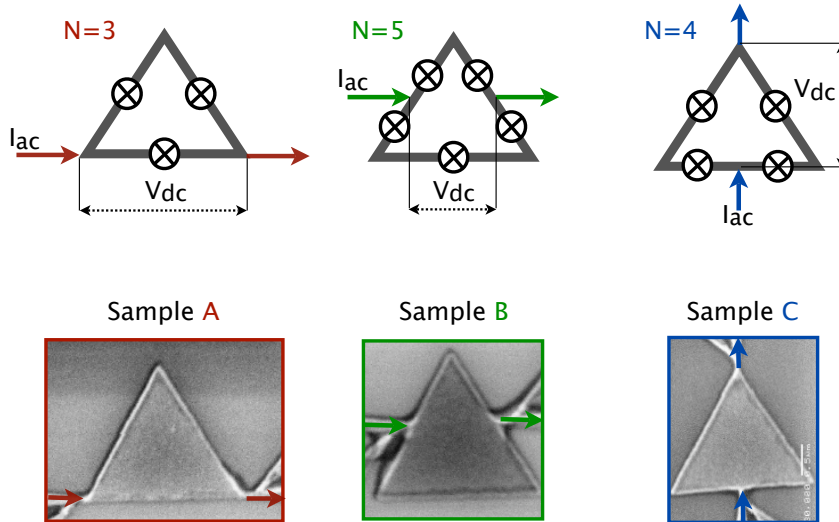 N=3
N=5
N=4
Iac
Iac
Vdc
Vdc
Vdc
Iac
Sample A
Sample B
Sample C